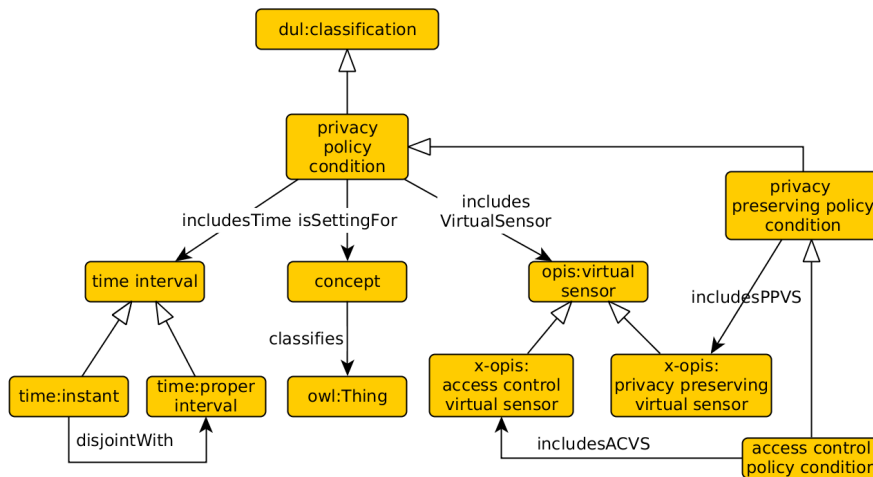 dul:classification
privacy
policy
condition
includesTime isSettingFor
includes
VirtualSensor
privacy
preserving policy
condition
time interval
concept
opis:virtual
sensor
includesPPVS
classifies
time:instant
time:proper
interval
owl:Thing
x-opis:
access control
virtual sensor
x-opis:
privacy preserving
virtual sensor
disjointWith
includesACVS
access control
policy condition